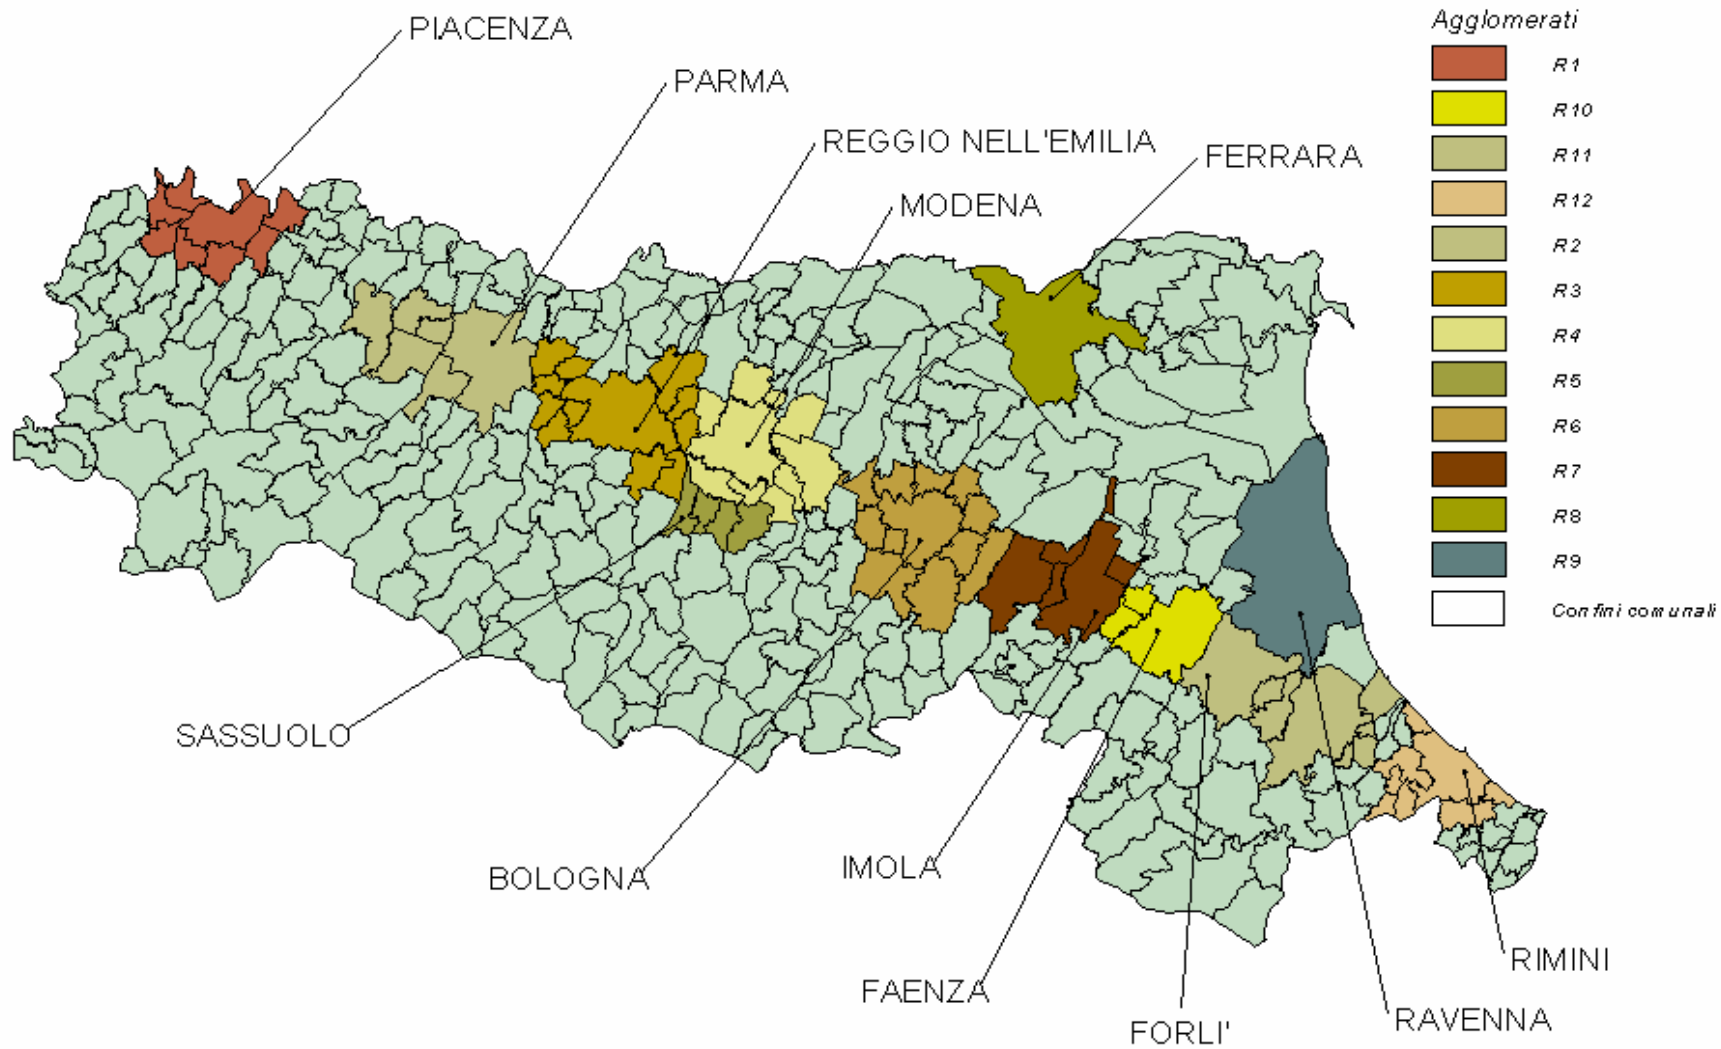 PIACENZA
PARMA
REGGIO NELL'EMILIA
FERRARA
MODENA
SASSUOLO
BOLOGNA
IMOLA
FAENZA
FORLI'
RAVENNA
RIMINI
Agglomerati
R1
R10
R11
R12
R2
R3
R4
R5
R6
R7
R8
R9
Confini comunali